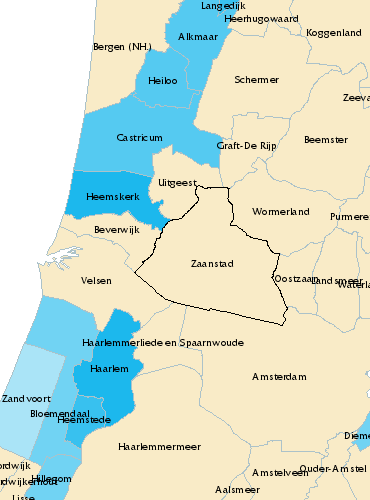 Langedijk
Heerhugowaard
Koggenland
Alkmaar
Bergen (NH.)
Heiloo
Schermer
Zeeva
Castricum
Graft-De Rijp
Beemster
Uitgeest
Heemskerk
Wormerland
Purmere
Beverwijk
Zaanstad
Velsen
Oostzaan
Landsmeer
Waterla
Haarlemmerliede en Spaarnwoude
Haarlem
Amsterdam
Zandvoort
Bloemendaal
Heemstede
Dieme
Haarlemmermeer
ordwijk
Ouder-Amstel
Amstelveen
Hillegom
rdwijkerhout
Aalsmeer
Lisse